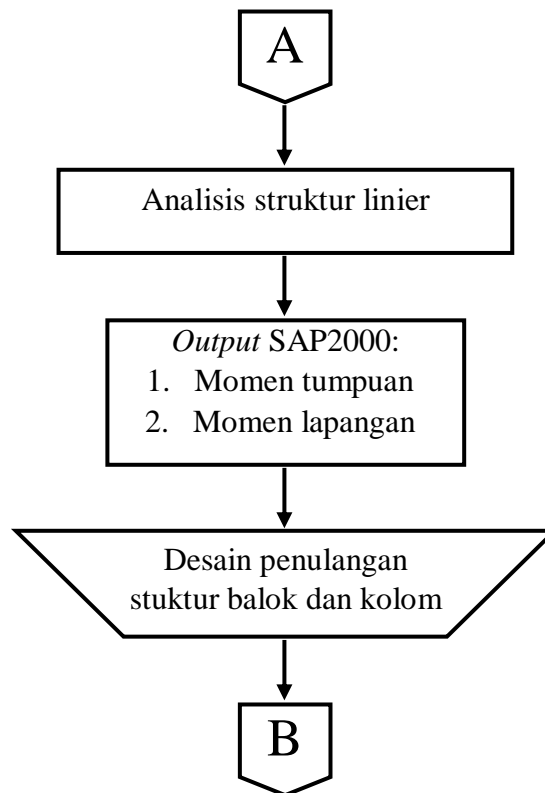 A
Analisis struktur linier
Output SAP2000:
1. Momen tumpuan
2. Momen lapangan
Desain penulangan
stuktur balok dan kolom
B